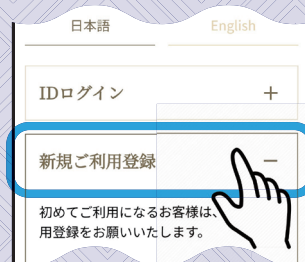 日本語 English
IDログイン +
新規ご利用登録 −
初めてご利用になるお客様は、
用登録をお願いいたします。